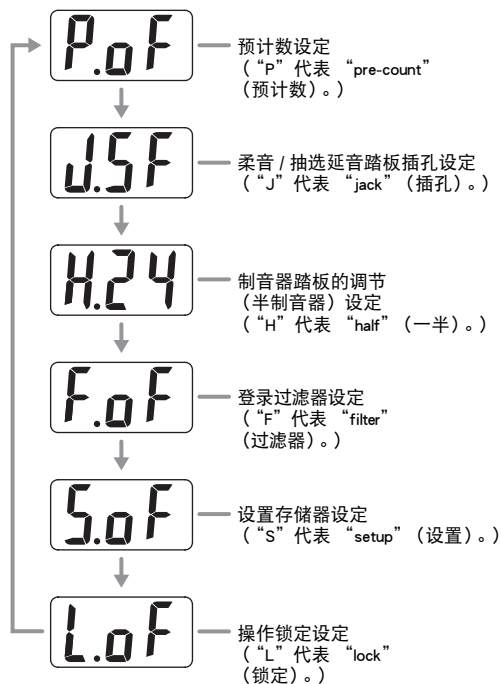 P.oF
预计数设定
（“P”代表 “pre-count”
（预计数）。）
J.SF
柔音 / 抽选延音踏板插孔设定
（“J”代表 “jack”（插孔）。）
H.24
制音器踏板的调节
（半制音器）设定
（“H”代表 “half”（一半）。）
F.oF
登录过滤器设定
（“F”代表 “filter”
（过滤器）。）
S.oF
设置存储器设定
（“S”代表 “setup”（设置）。）
L.oF
操作锁定设定
（“L”代表 “lock”
（锁定）。）